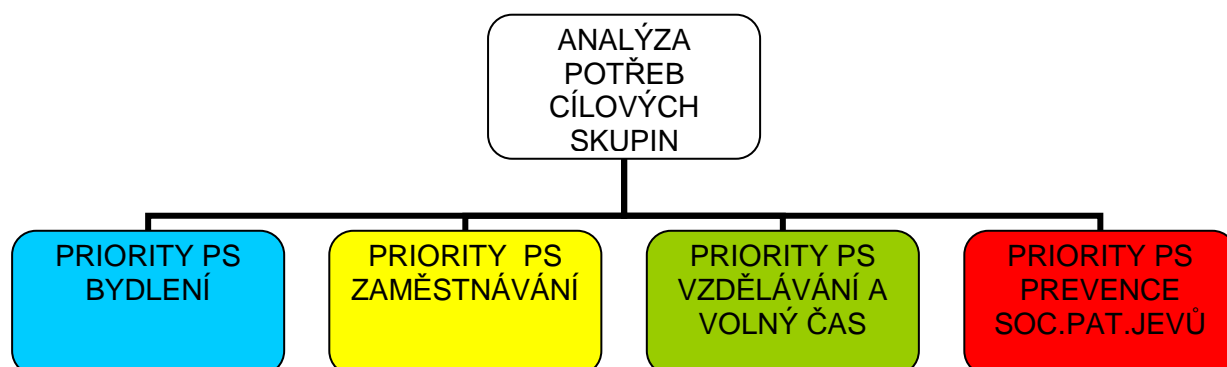 ANALÝZA
POTŘEB
CÍLOVÝCH
SKUPIN
PRIORITY PS
BYDLENÍ
PRIORITY PS
ZAMĚSTNÁVÁNÍ
PRIORITY PS
VZDĚLÁVÁNÍ A
VOLNÝ ČAS
PRIORITY PS
PREVENCE
SOC.PAT.JEVŮ